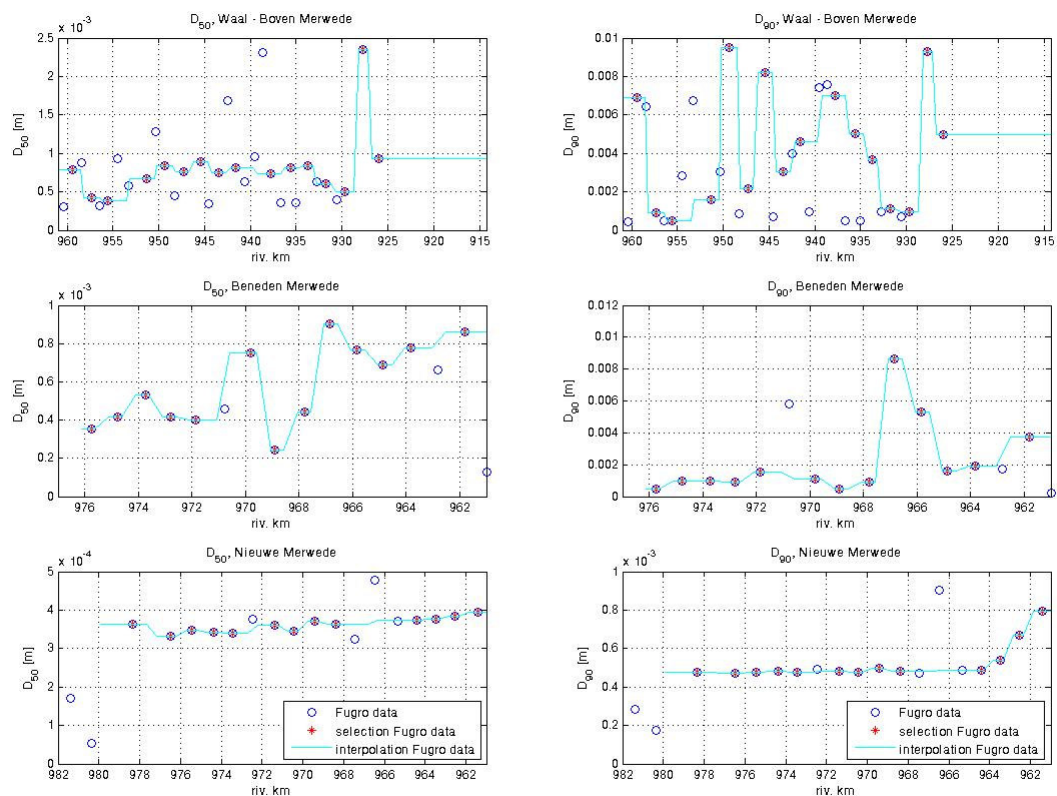 D50, Waal - Boven Merwede
x 10-3
2.5
2
1.5
1
0.5
0
D50 [m]
960 955 950 945 940 935 930 925 920 915
riv. km
D90, Waal - Boven Merwede
0.01
0.008
0.006
0.004
0.002
0
D90 [m]
960 955 950 945 940 935 930 925 920 915
riv. km
D50, Beneden Merwede
x 10-3
1
0.8
0.6
0.4
0.2
0
D50 [m]
976 974 972 970 968 966 964 962
riv. km
D90, Beneden Merwede
0.012
0.01
0.008
0.006
0.004
0.002
0
D90 [m]
976 974 972 970 968 966 964 962
riv. km
D50, Nieuwe Merwede
x 10-4
5
4
3
2
1
0
D50 [m]
982 980 978 976 974 972 970 968 966 964 962
riv. km
Fugro data
selection Fugro data
interpolation Fugro data
D90, Nieuwe Merwede
x 10-3
1
0.8
0.6
0.4
0.2
0
D90 [m]
982 980 978 976 974 972 970 968 966 964 962
riv. km
Fugro data
selection Fugro data
interpolation Fugro data